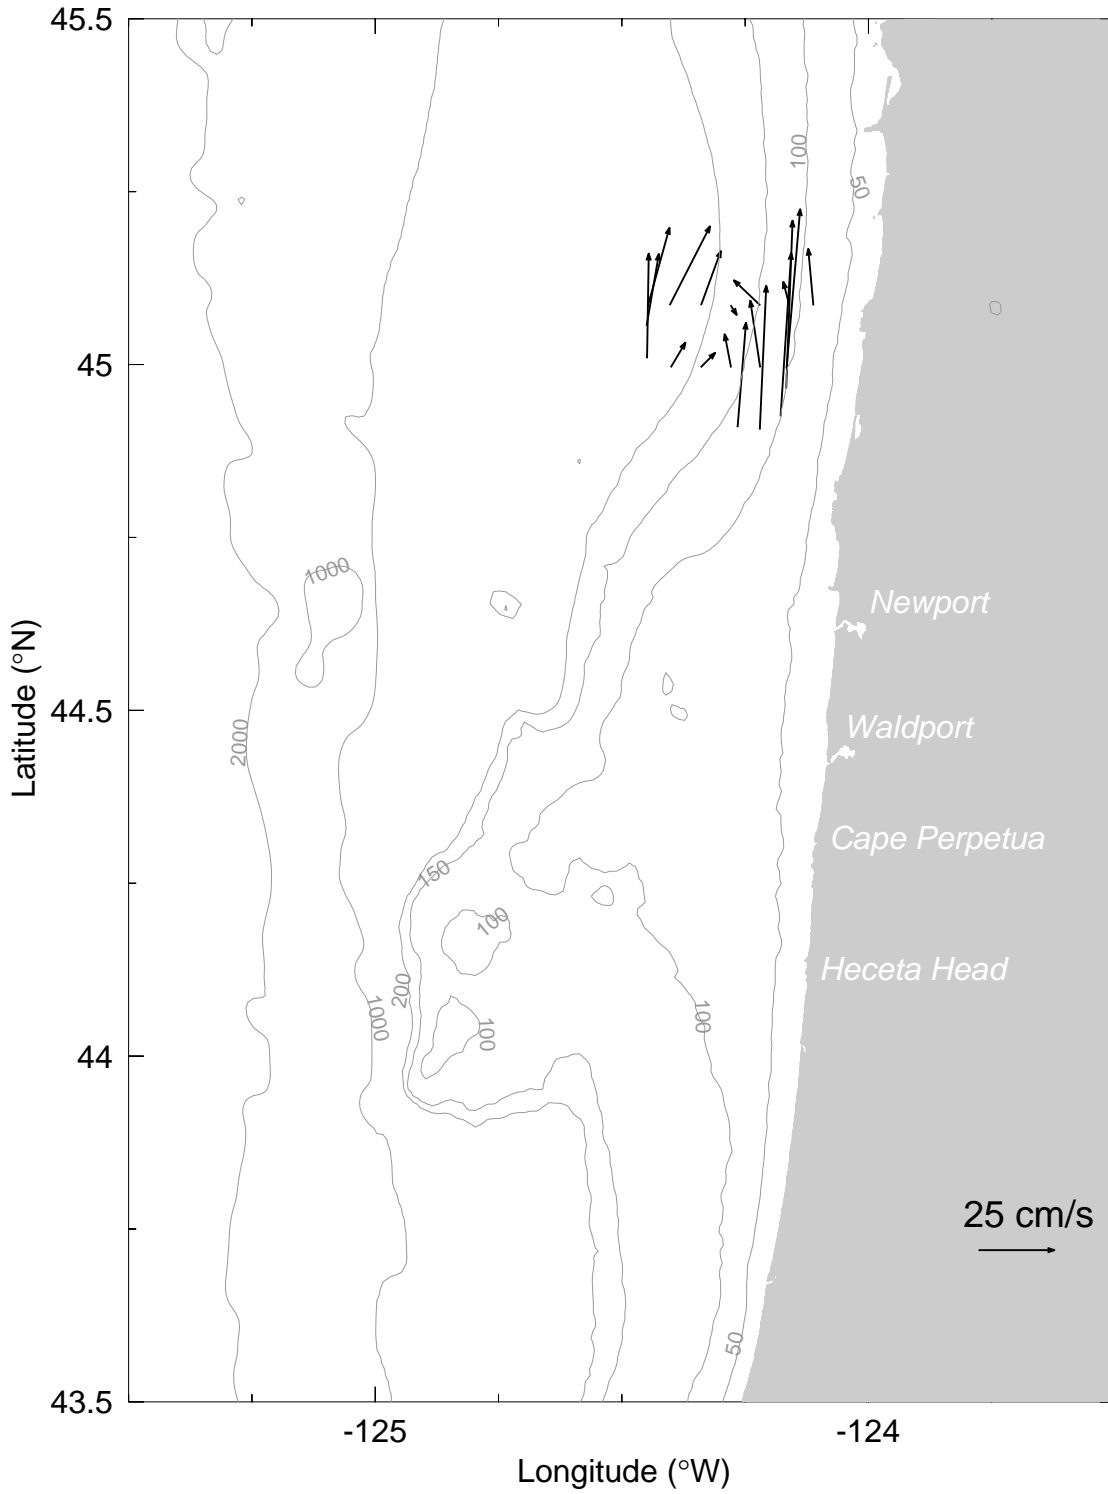 45.5
100
50
45
1000
Newport
Latitude (°N)
44.5
2000
Waldport
Cape Perpetua
150
100
Heceta Head
200
1000
100
100
44
25 cm/s
50
43.5
-125
-124
Longitude (°W)